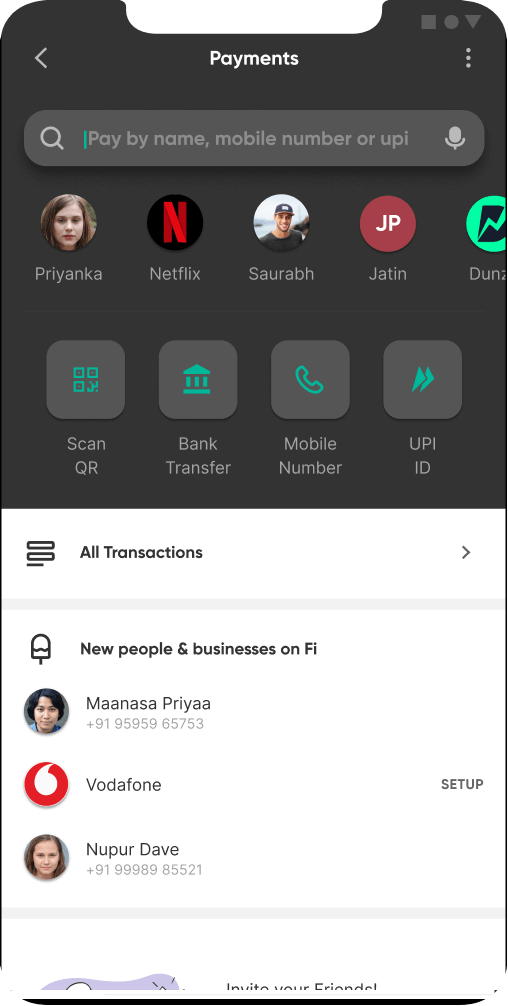 Payments
Pay by name, mobile number or upi
JP
Priyanka
Netflix
Saurabh
Jatin
Dunz
Scan
QR
Bank
Transfer
Mobile
Number
UPI
ID
All Transactions
New people & businesses on Fi
Maanasa Priyaa
+91 95959 65753
Vodafone
SETUP
Nupur Dave
+91 99989 85521
Invite your Friends!